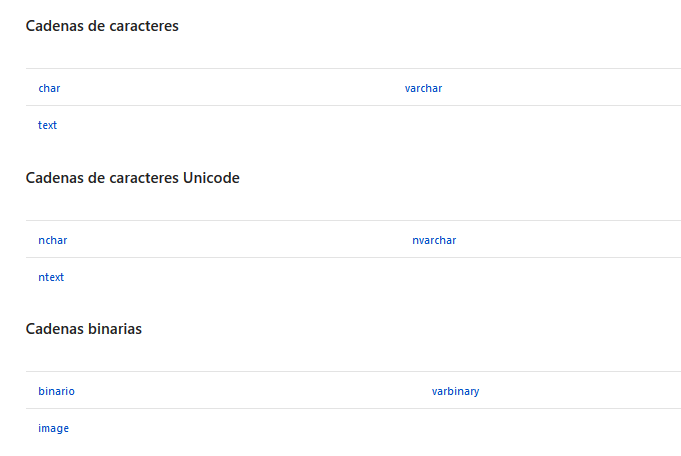 Cadenas de caracteres
char varchar
text
Cadenas de caracteres Unicode
nchar nvarchar
ntext
Cadenas binarias
binario varbinary
image